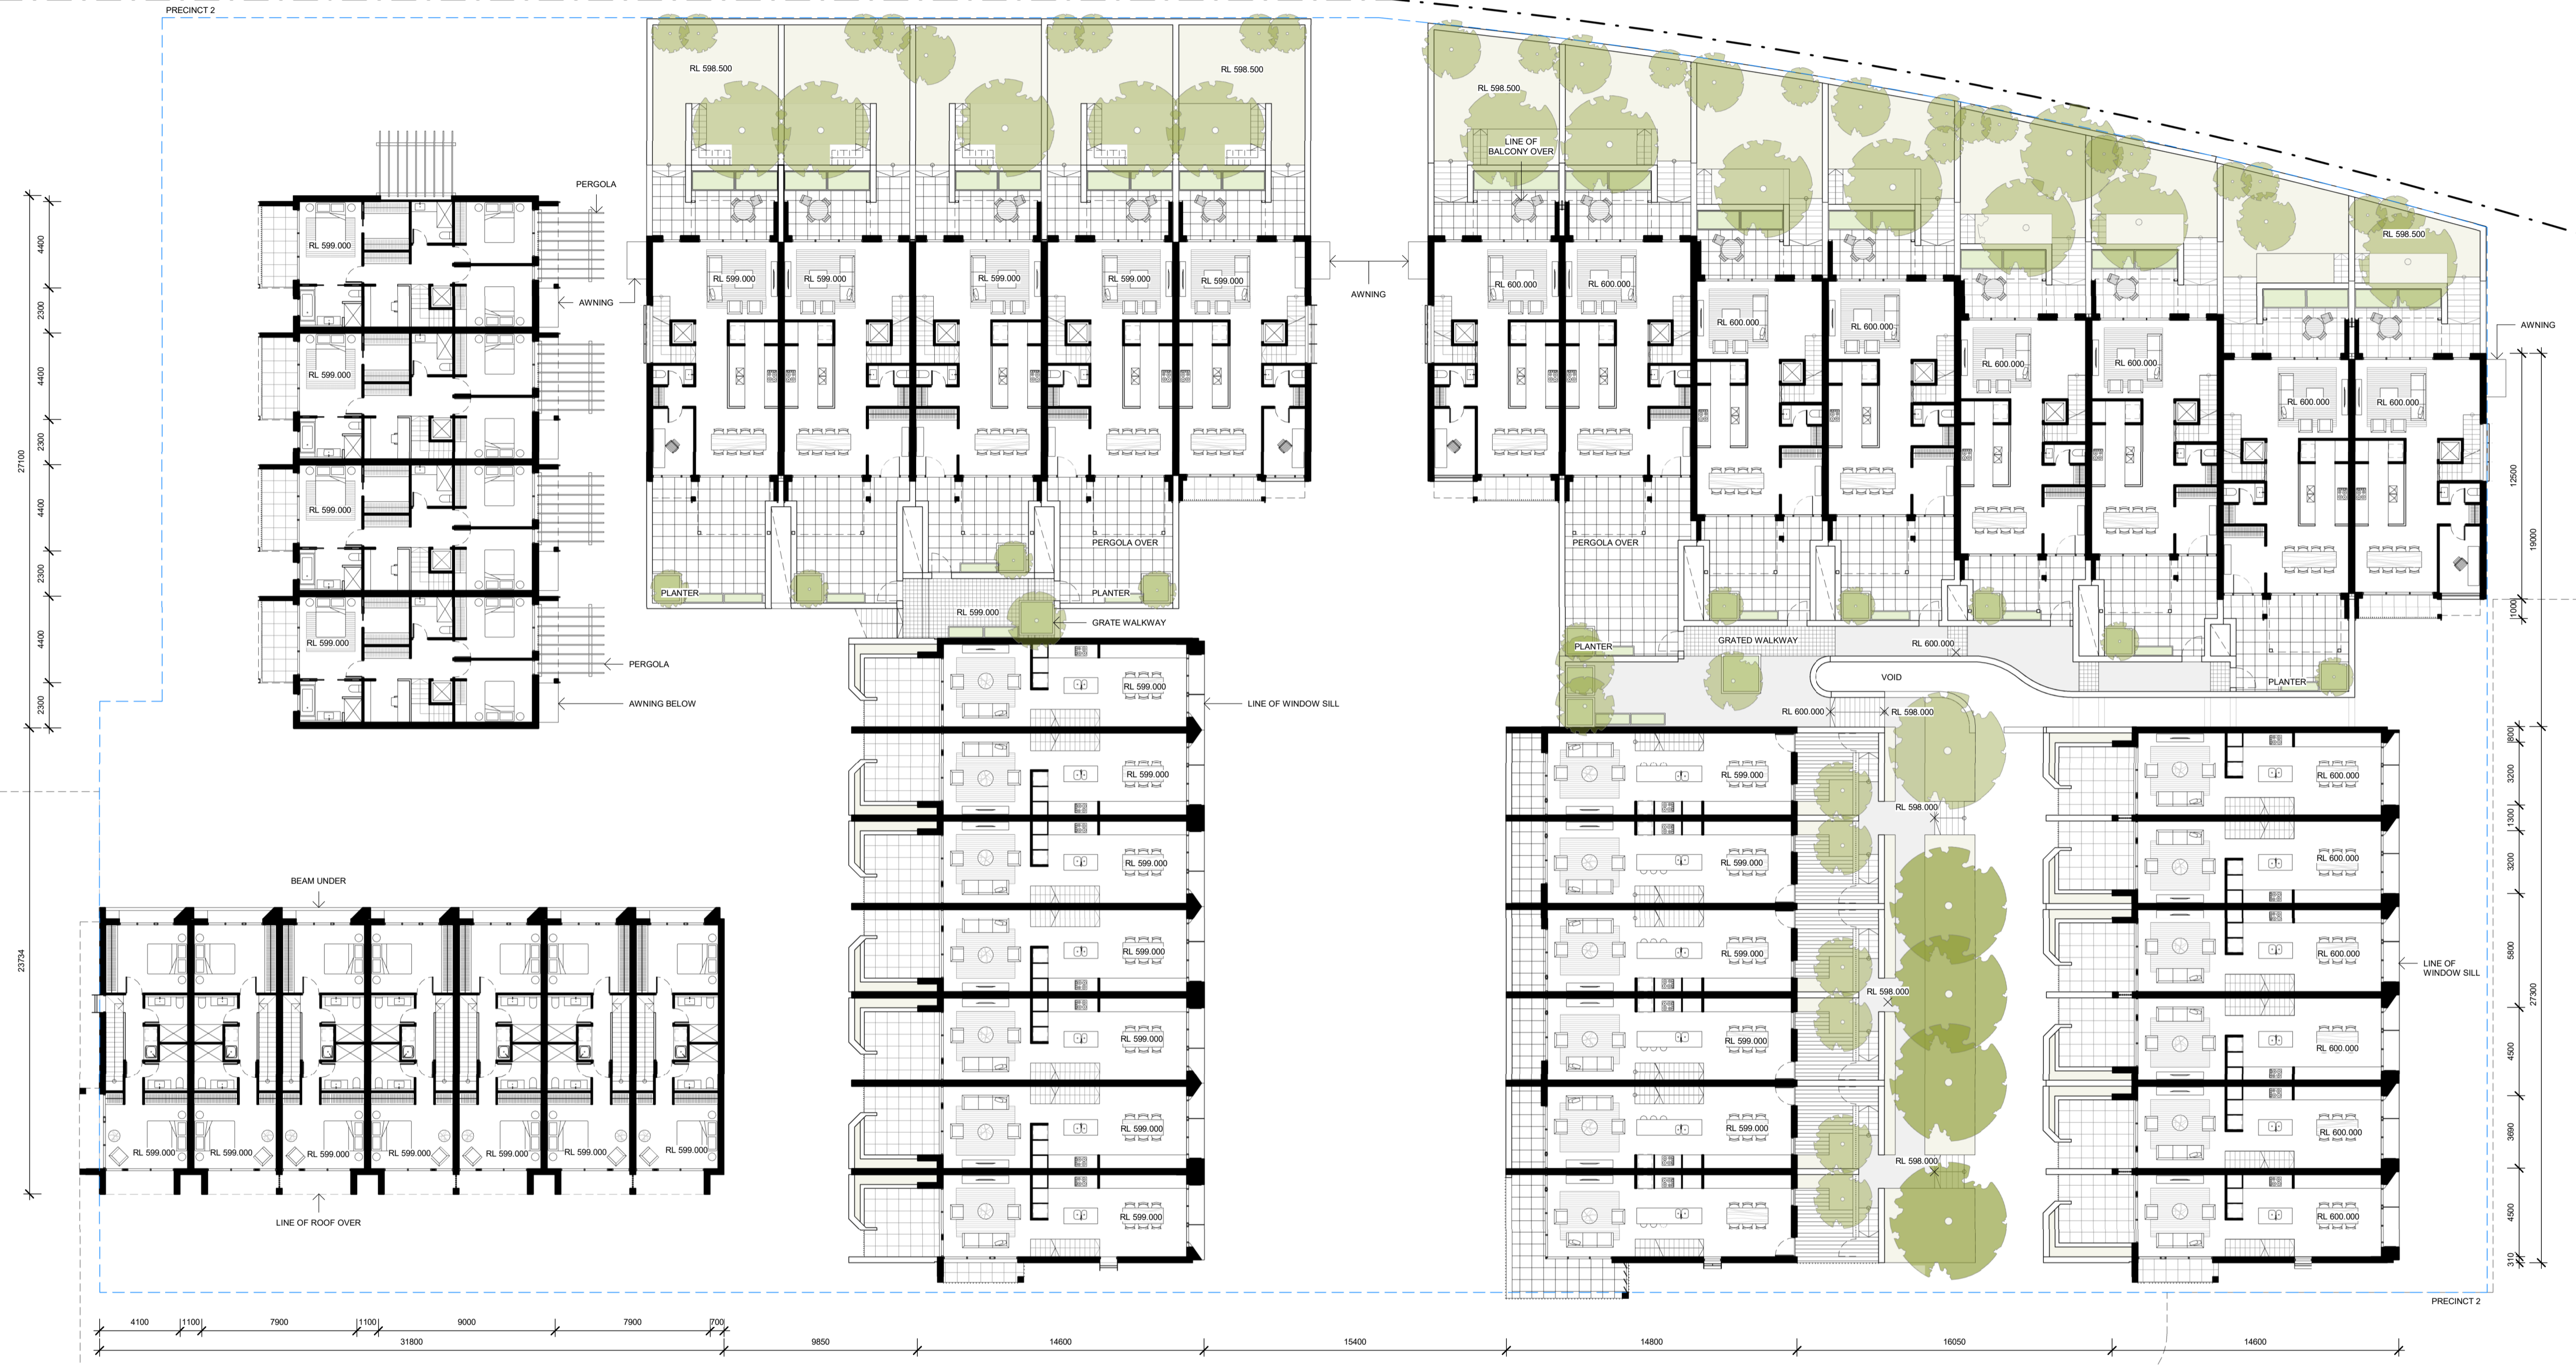 PRECINCT 2
RL 598.500
RL 598.500
RL 598.500
LINE OF
BALCONY OVER
PERGOLA
RL 598.500
RL 599.000
4400
RL 599.000
RL 599.000
RL 599.000
RL 599.000
RL 599.000
RL 600.000
RL 600.000
AWNING
AWNING
2300
RL 600.000
RL 600.000
AWNING
RL 600.000
RL 600.000
RL 599.000
4400
RL 600.000
RL 600.000
2300
27100
RL 599.000
4400
12500
19000
PERGOLA OVER
PERGOLA OVER
2300
PLANTER
PLANTER
RL 599.000
GRATE WALKWAY
1000
RL 599.000
4400
GRATED WALKWAY
RL 600.000
PLANTER
PERGOLA
VOID
PLANTER
RL 599.000
2300
AWNING BELOW
LINE OF WINDOW SILL
RL 600.000
RL 598.000
800
RL 599.000
RL 599.000
RL 600.000
3200
RL 598.000
1300
RL 599.000
RL 599.000
RL 600.000
3200
BEAM UNDER
RL 599.000
RL 599.000
RL 600.000
5800
LINE OF
WINDOW SILL
23734
RL 598.000
27300
RL 599.000
RL 599.000
RL 600.000
4500
RL 599.000
RL 599.000
RL 600.000
3690
RL 599.000
RL 599.000
RL 599.000
RL 599.000
RL 599.000
RL 599.000
RL 599.000
RL 598.000
RL 599.000
RL 599.000
RL 600.000
4500
LINE OF ROOF OVER
310
PRECINCT 2
4100
1100
7900
1100
9000
7900
700
31800
9850
14600
15400
14800
16050
14600